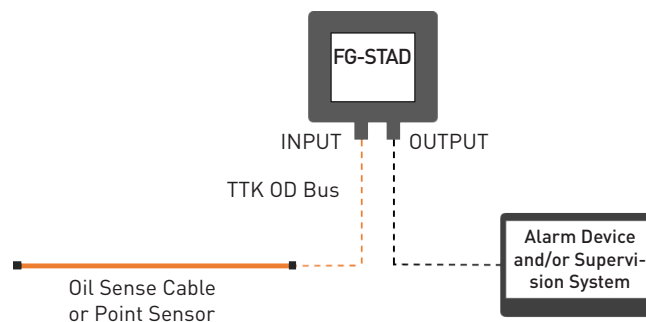 FG-STAD
INPUT
OUTPUT
TTK OD Bus
Alarm Device
and/or Supervi-
sion System
Oil Sense Cable
or Point Sensor